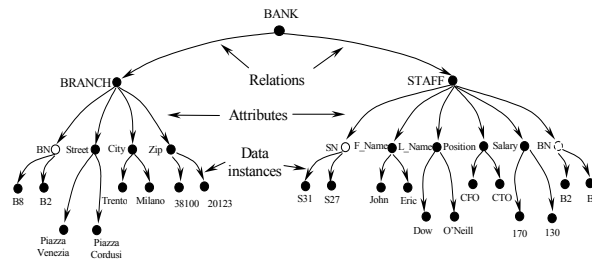 BANK
Relations
BRANCH
STAFF
Attributes
BN Street City Zip
SN F_Name L_Name Position Salary BN
Data
instances
B8 B2 Trento Milano 38100 20123
S31 S27 John Eric CFO CTO B2
Dow O'Neill 170 130
Piazza
Venezia
Piazza
Cordusi